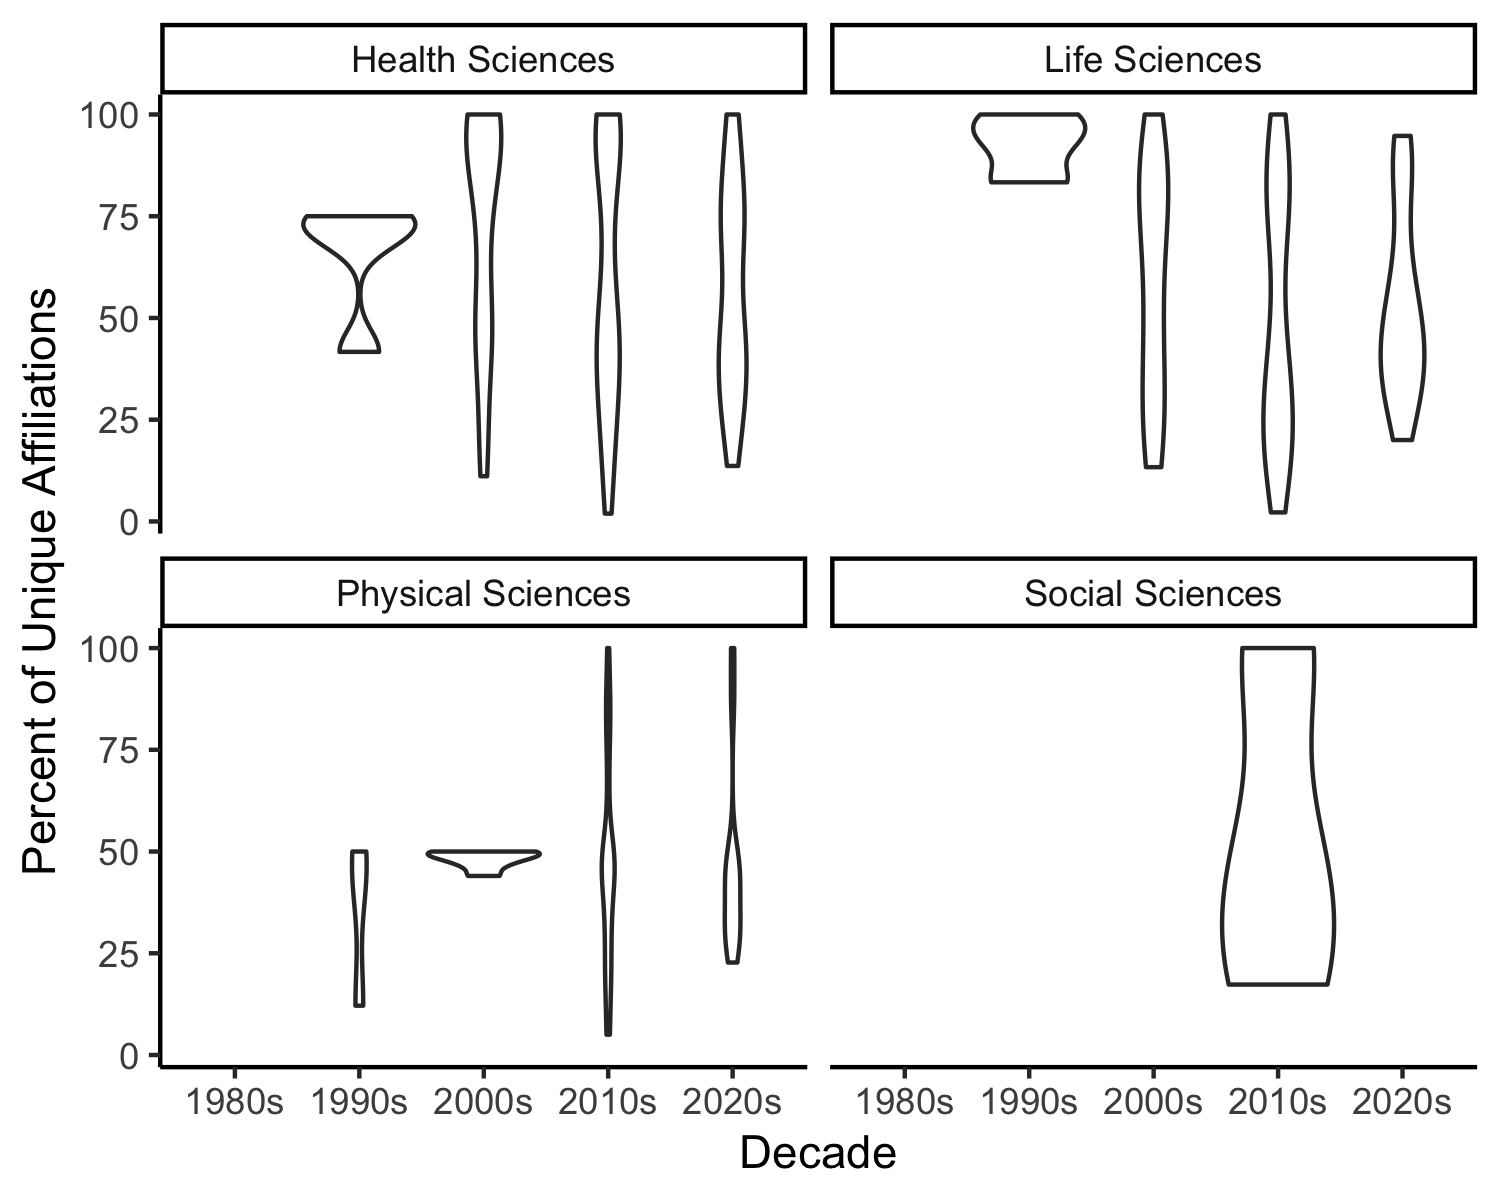 Health Sciences
Life Sciences
100
75
50
25
0
Physical Sciences
Social Sciences
100
75
50
25
0
1980s 1990s 2000s 2010s 2020s
1980s 1990s 2000s 2010s 2020s
Decade
Percent of Unique Affiliations